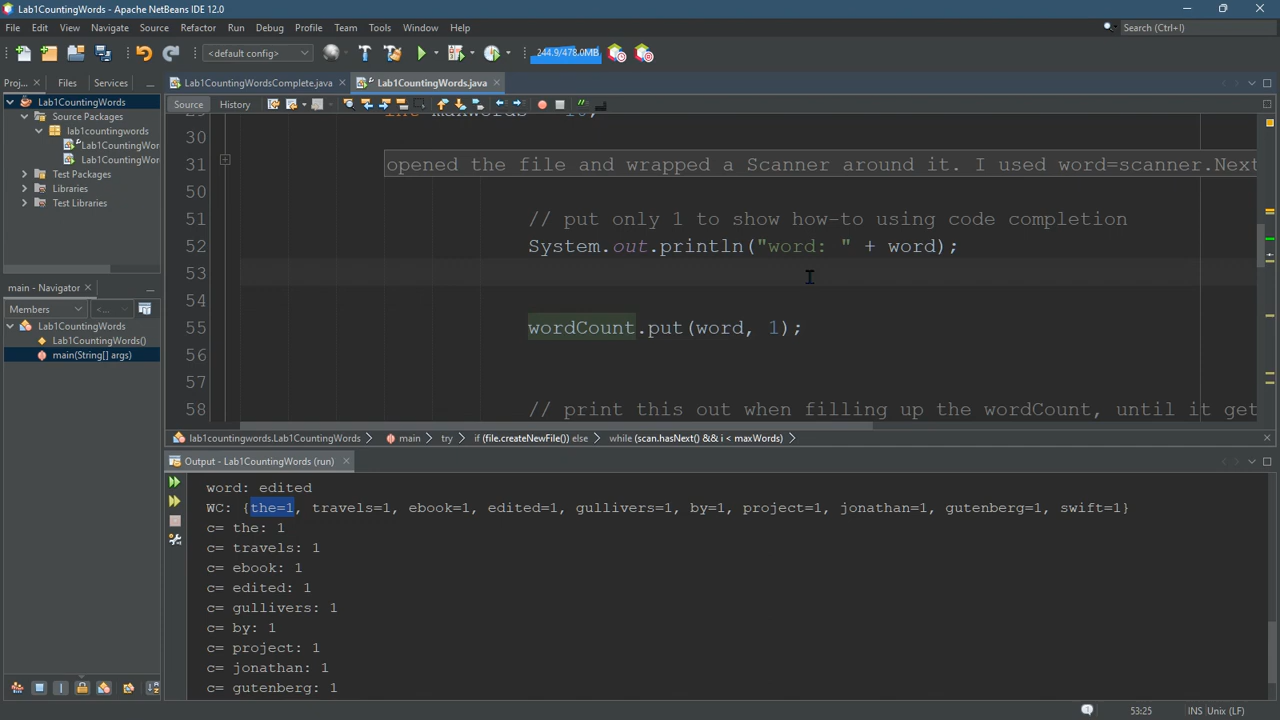 Lab1CountingWords - Apache NetBeans IDE 12.0
File Edit View Navigate Source Refactor Run Debug Profile Team Tools Window Help
Search (Ctrl+I)
<default config>
244.9/478.0MB
Proj... Files Services
Lab1CountingWordsComplete.java Lab1CountingWords.java
Source History
Lab1CountingWords
Source Packages
lab1countingwords
Lab1CountingWor
Lab1CountingWor
Test Packages
Libraries
Test Libraries
29 int maxWords = 10;
30
31 opened the file and wrapped a Scanner around it. I used word=scanner.Next
50
51 // put only 1 to show how-to using code completion
52 System.out.println("word: " + word);
53
54
55 wordCount.put(word, 1);
56
57
58 // print this out when filling up the wordCount, until it get
main - Navigator
Members <...
Lab1CountingWords
Lab1CountingWords()
main(String[] args)
lab1countingwords.Lab1CountingWords main try if (file.createNewFile()) else while (scan.hasNext() && i < maxWords)
Output - Lab1CountingWords (run)
word: edited
WC: {the=1, travels=1, ebook=1, edited=1, gullivers=1, by=1, project=1, jonathan=1, gutenberg=1, swift=1}
c= the: 1
c= travels: 1
c= ebook: 1
c= edited: 1
c= gullivers: 1
c= by: 1
c= project: 1
c= jonathan: 1
c= gutenberg: 1
53:25 INS Unix (LF)